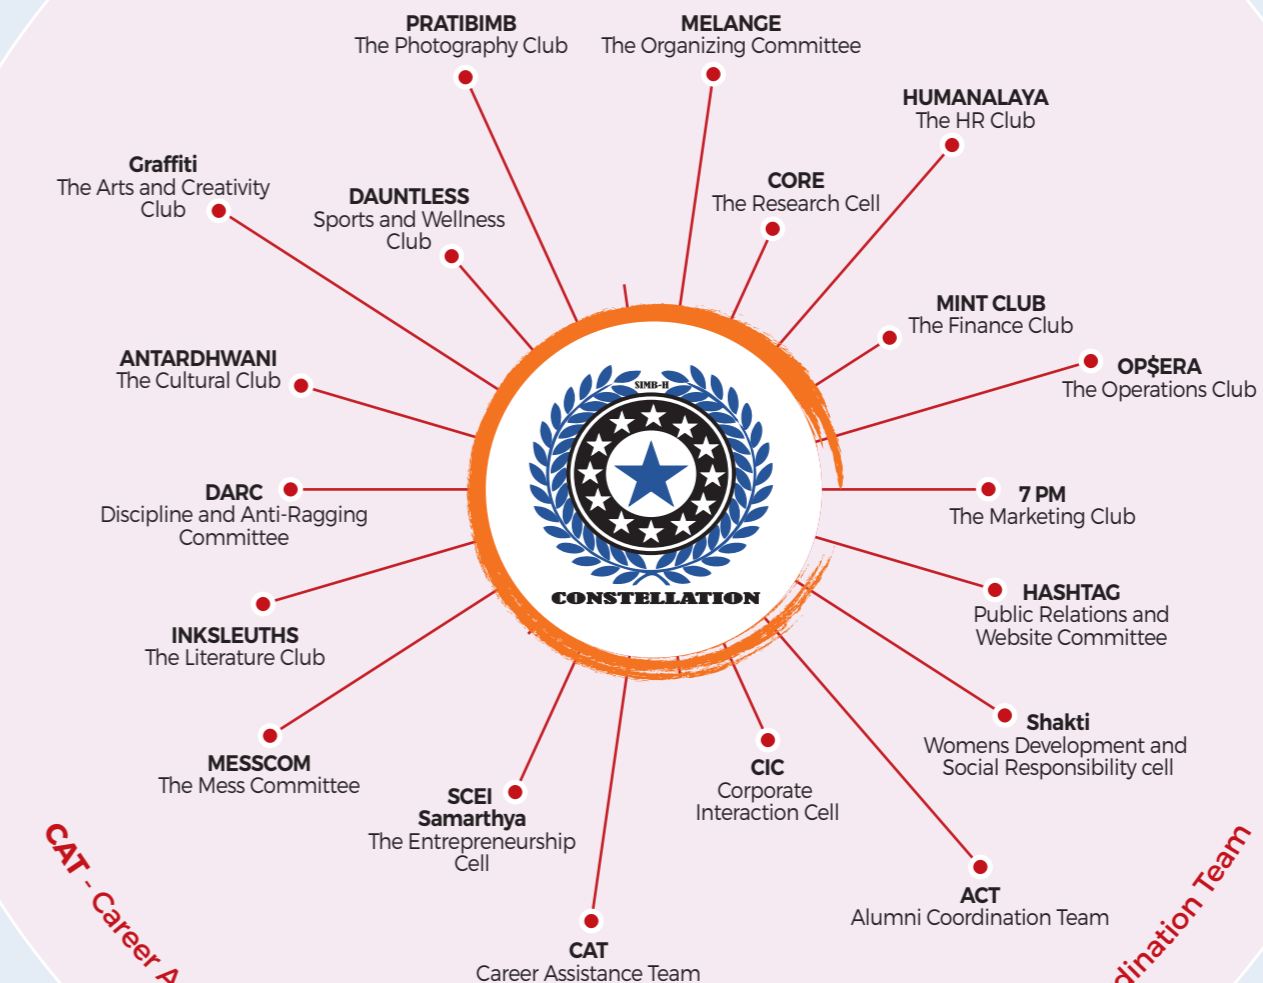 PRATIBIMB
The Photography Club
MELANGE
The Organizing Committee
HUMANALAYA
The HR Club
Graffiti
The Arts and Creativity
Club
DAUNTLESS
Sports and Wellness
Club
CORE
The Research Cell
MINT CLUB
The Finance Club
OP$ERA
The Operations Club
ANTARDHWANI
The Cultural Club
SIMB-H
CONSTELLATION
DARC
Discipline and Anti-Ragging
Committee
7 PM
The Marketing Club
HASHTAG
Public Relations and
Website Committee
INKSLEUTHS
The Literature Club
Shakti
Womens Development and
Social Responsibility cell
MESSCOM
The Mess Committee
SCEI
Samarthya
The Entrepreneurship
Cell
CIC
Corporate
Interaction Cell
ACT
Alumni Coordination Team
CAT
Career Assistance Team
CAT - Career A
dination Team